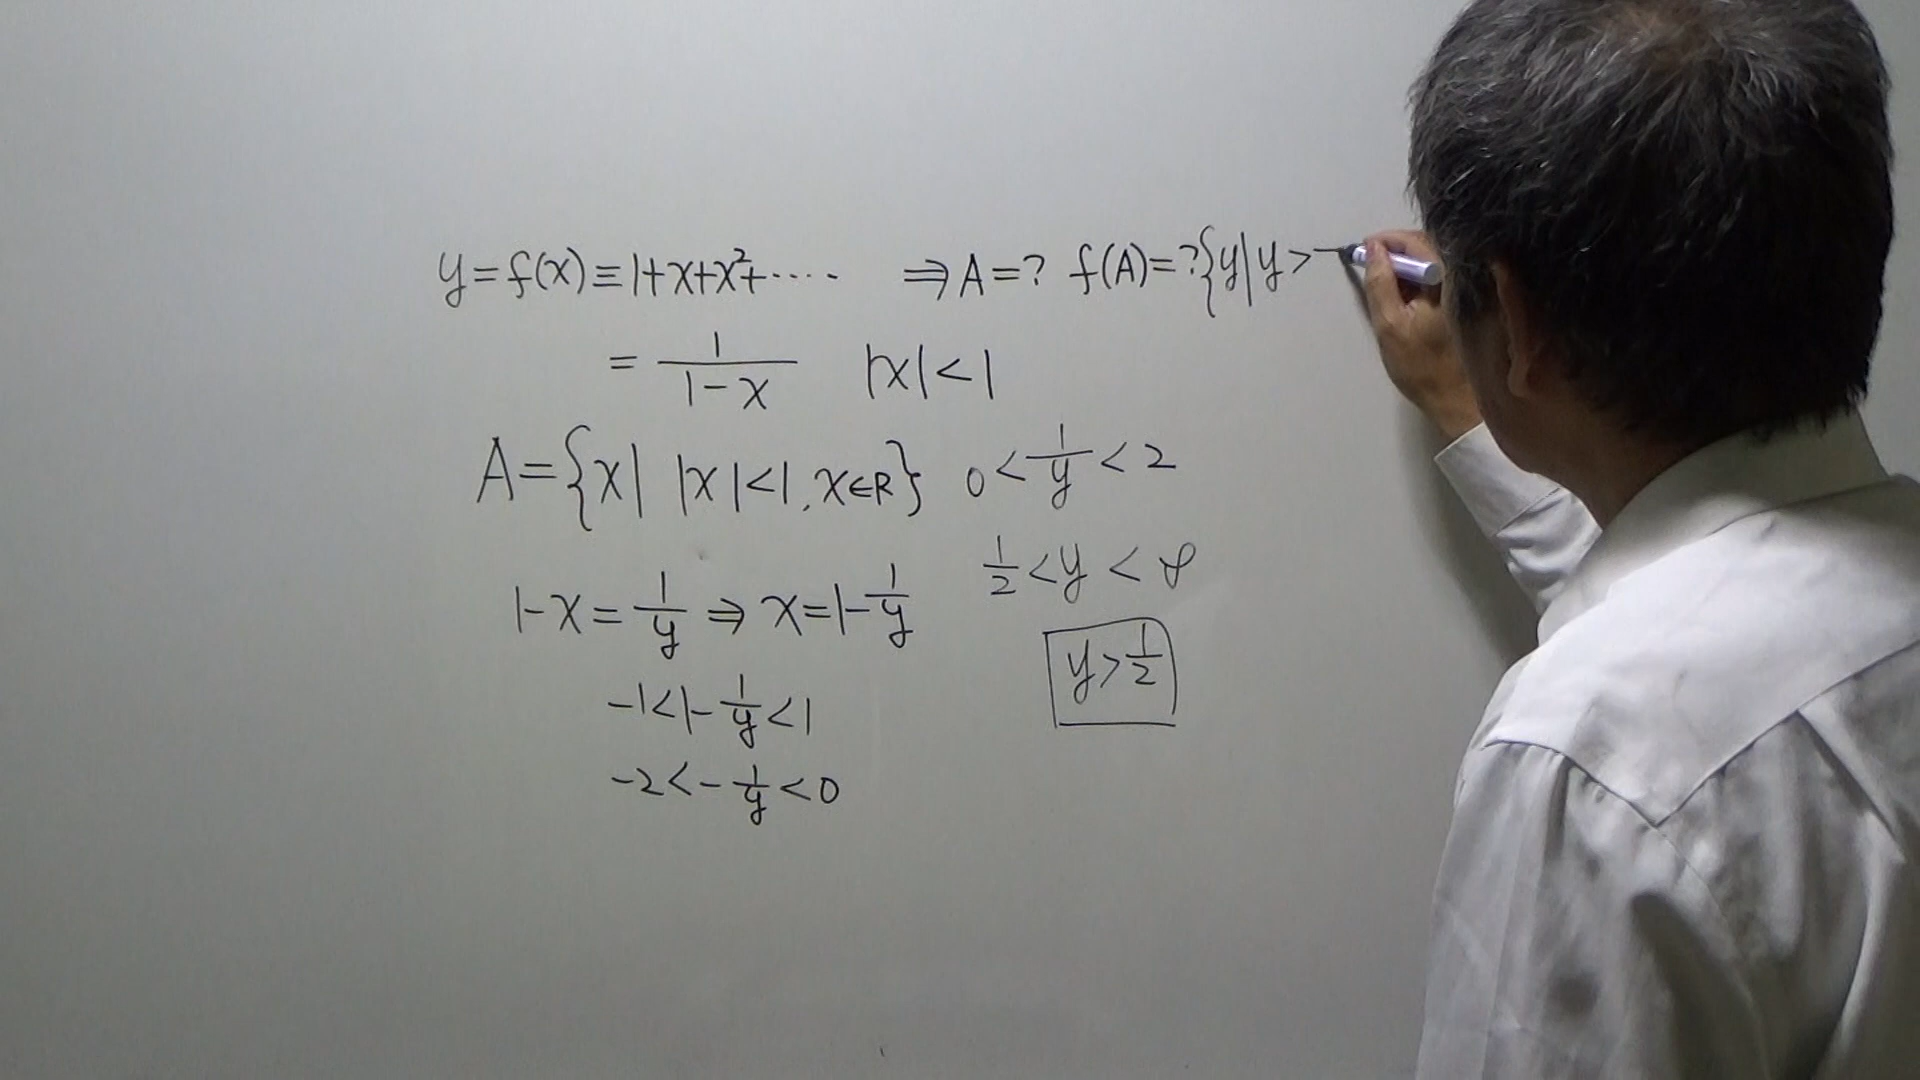 y=f(x)≡1+x+x²+‥‥ ⇒A=? f(A)=?{y|y>
= 1/(1-x) |x|<1
A={x| |x|<1, x∈R}
1-x=1/y ⇒ x=1-1/y
-1<1-1/y<1
-2<-1/y<0
0<1/y<2
1/2<y<∞
y>1/2